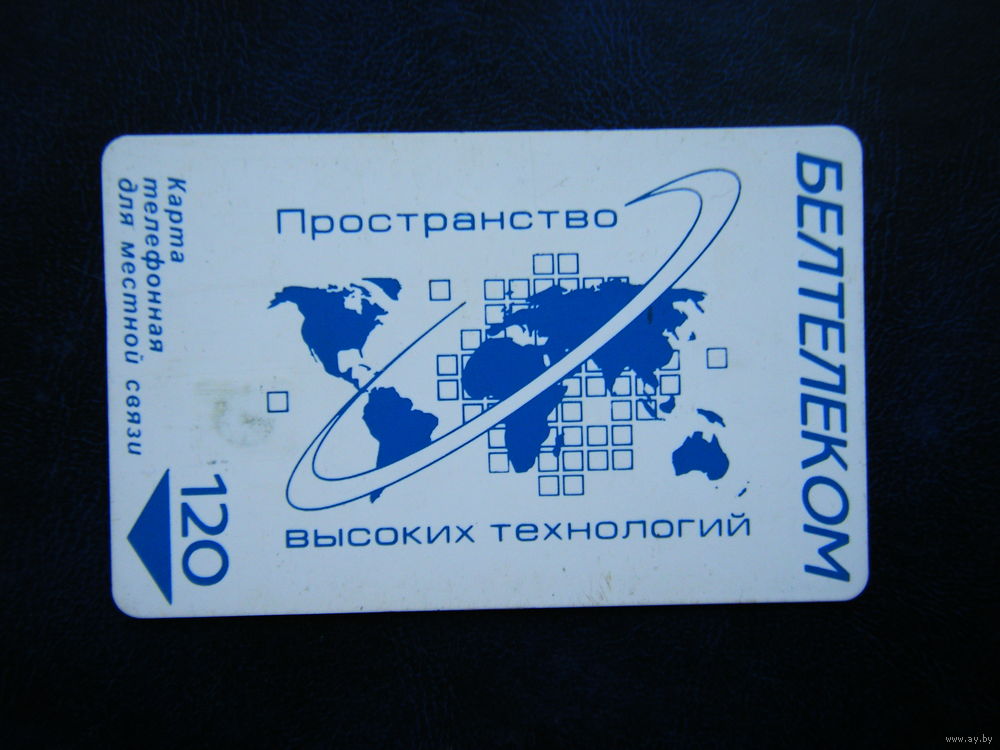 Пространство
высоких технологий
БЕЛТЕЛЕКОМ
Карта
телефонная
для местной связи
120
www.ay.by